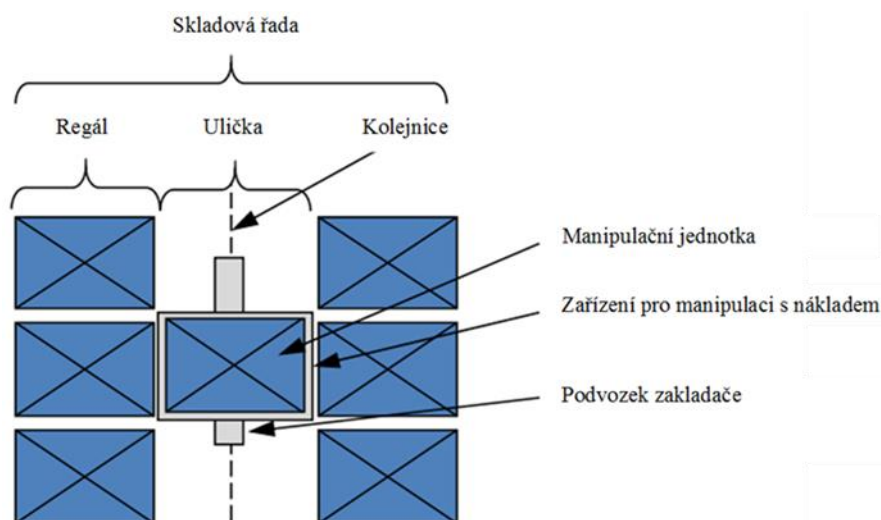 Skladová řada
Regál
Ulička
Kolejnice
Manipulační jednotka
Zařízení pro manipulaci s nákladem
Podvozek zakladače